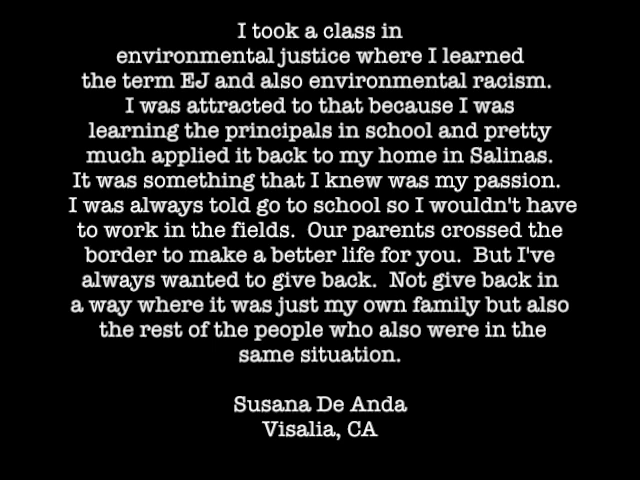 I took a class in
environmental justice where I learned
the term EJ and also environmental racism.
I was attracted to that because I was
learning the principals in school and pretty
much applied it back to my home in Salinas.
It was something that I knew was my passion.
I was always told go to school so I wouldn't have
to work in the fields.  Our parents crossed the
border to make a better life for you.  But I've
always wanted to give back.  Not give back in
a way where it was just my own family but also
the rest of the people who also were in the
same situation.

Susana De Anda
Visalia, CA